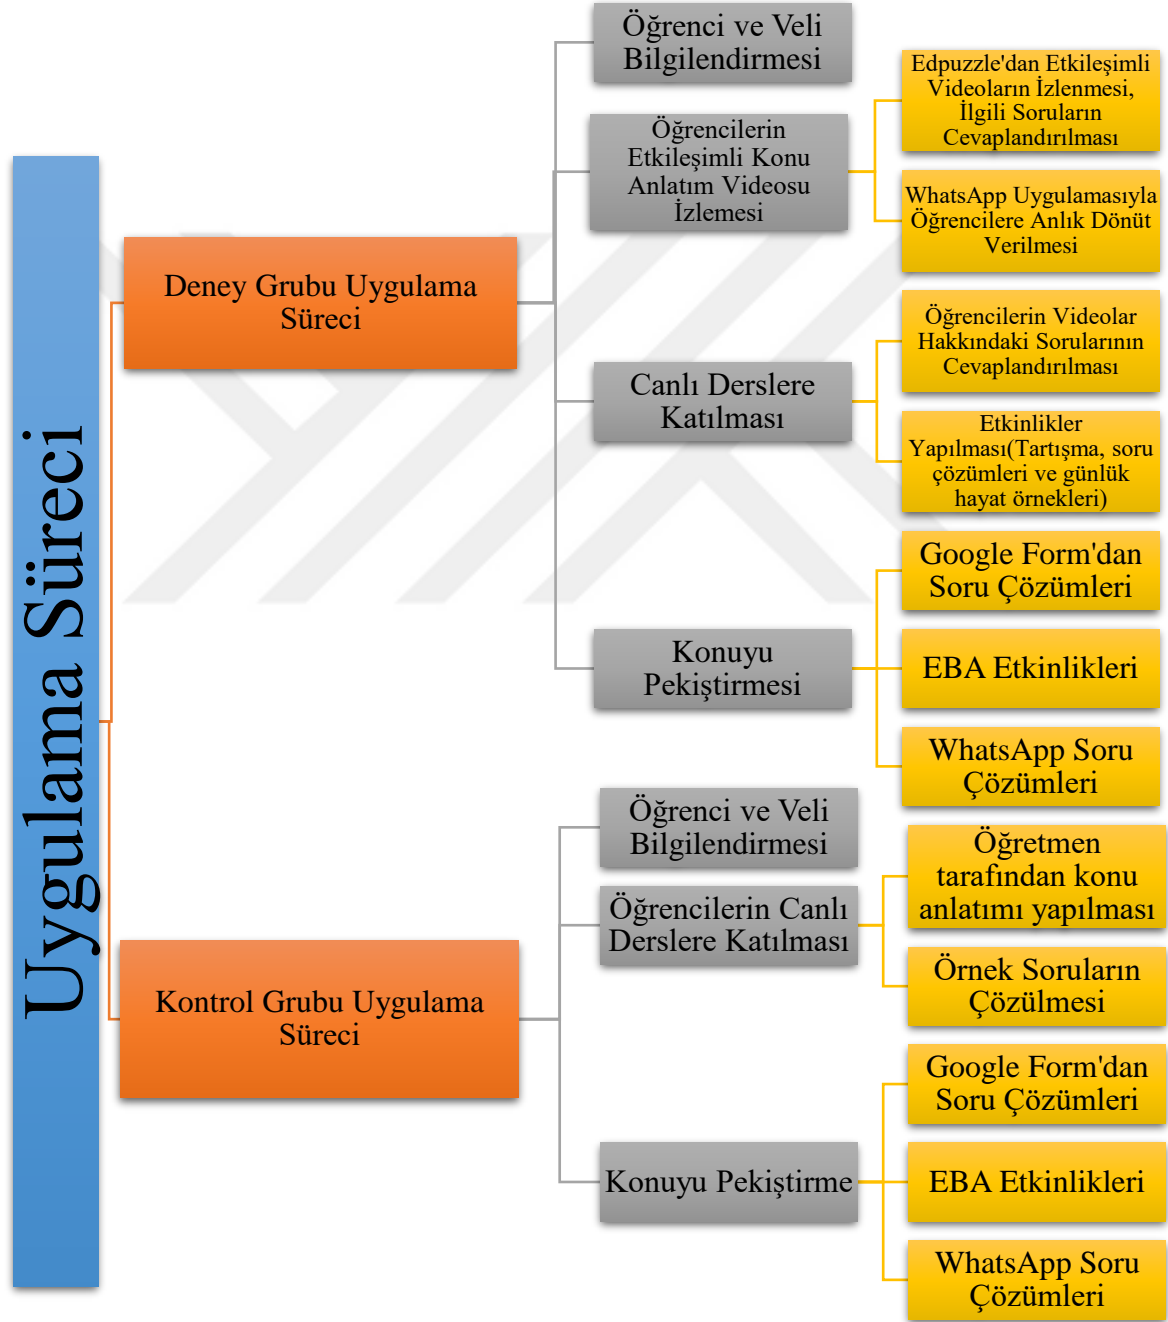 Uygulama Süreci
Deney Grubu Uygulama
Süreci
Öğrenci ve Veli
Bilgilendirmesi
Öğrencilerin
Etkileşimli Konu
Anlatım Videosu
İzlemesi
Edpuzzle'dan Etkileşimli
Videoların İzlenmesi,
İlgili Soruların
Cevaplandırılması
WhatsApp Uygulamasıyla
Öğrencilere Anlık Dönüt
Verilmesi
Canlı Derslere
Katılması
Öğrencilerin Videolar
Hakkındaki Sorularının
Cevaplandırılması
Etkinlikler
Yapılması(Tartışma, soru
çözümleri ve günlük
hayat örnekleri)
Konuyu
Pekiştirmesi
Google Form'dan
Soru Çözümleri
EBA Etkinlikleri
WhatsApp Soru
Çözümleri
Kontrol Grubu Uygulama
Süreci
Öğrenci ve Veli
Bilgilendirmesi
Öğrencilerin Canlı
Derslere Katılması
Öğretmen
tarafından konu
anlatımı yapılması
Örnek Soruların
Çözülmesi
Konuyu Pekiştirme
Google Form'dan
Soru Çözümleri
EBA Etkinlikleri
WhatsApp Soru
Çözümleri